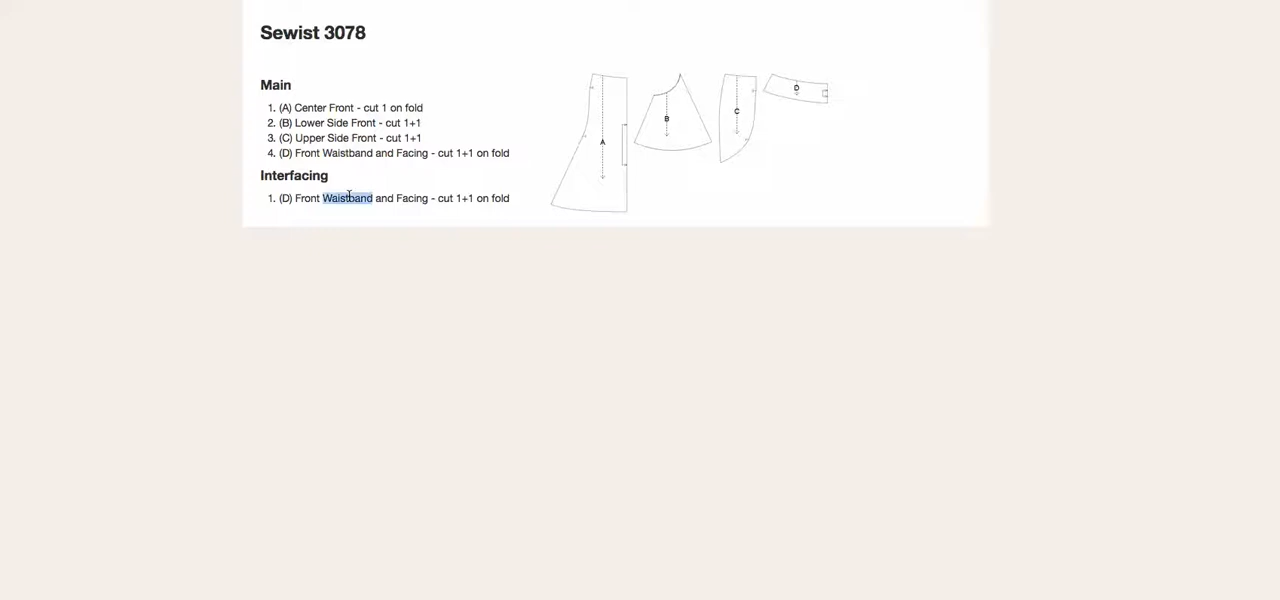 Sewist 3078
Main
1. (A) Center Front - cut 1 on fold
2. (B) Lower Side Front - cut 1+1
3. (C) Upper Side Front - cut 1+1
4. (D) Front Waistband and Facing - cut 1+1 on fold
Interfacing
1. (D) Front Waistband and Facing - cut 1+1 on fold
A
B
C
D